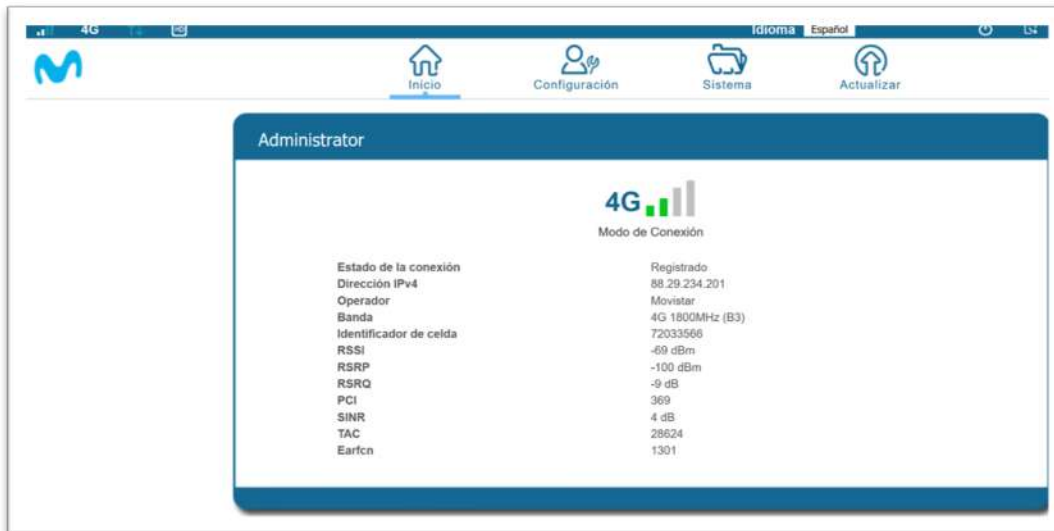 4G HD Idioma Español
Inicio Configuración Sistema Actualizar
Administrator
4G
Modo de Conexión
Estado de la conexión Registrado
Dirección IPv4 88.29.234.201
Operador Movistar
Banda 4G 1800MHz (B3)
Identificador de celda 72033566
RSSI -69 dBm
RSRP -100 dBm
RSRQ -9 dB
PCI 369
SINR 4 dB
TAC 28624
Earfcn 1301